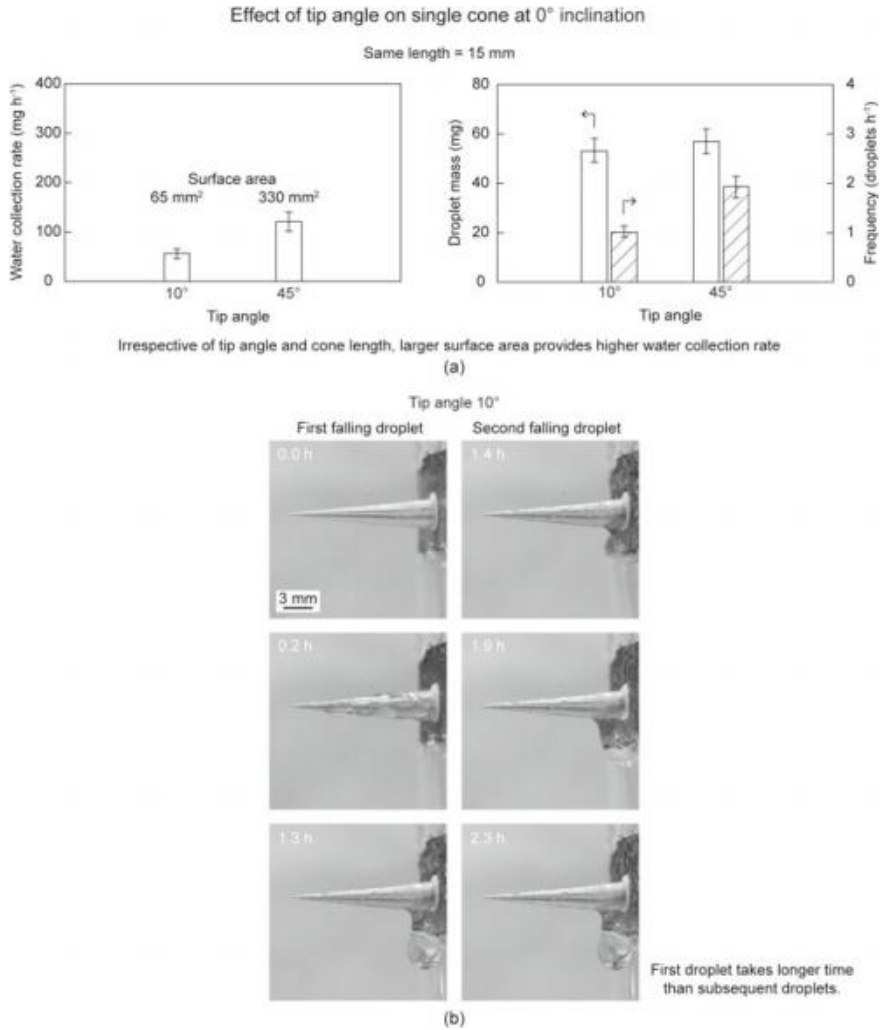 Effect of tip angle on single cone at 0° inclination
Same length = 15 mm
Water collection rate (mg h⁻¹)
400
300
200
100
0
Surface area
65 mm² 330 mm²
10° 45°
Tip angle
Droplet mass (mg)
80
60
40
20
0
Frequency (droplets h⁻¹)
4
3
2
1
0
10° 45°
Tip angle
Irrespective of tip angle and cone length, larger surface area provides higher water collection rate
(a)
Tip angle 10°
First falling droplet Second falling droplet
0.0 h 1.4 h
3 mm
0.2 h 1.9 h
1.3 h 2.3 h
First droplet takes longer time
than subsequent droplets.
(b)